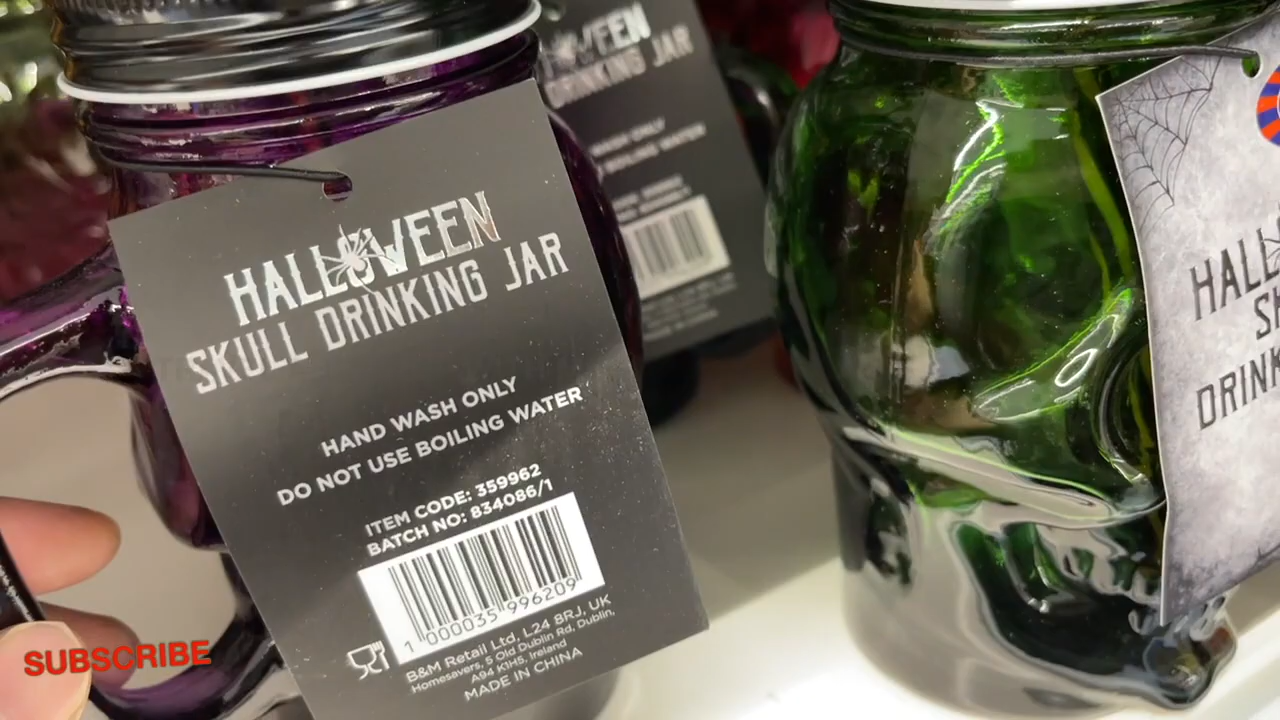 HALLOWEEN
SKULL DRINKING JAR
HAND WASH ONLY
DO NOT USE BOILING WATER
ITEM CODE: 359962
BATCH NO: 834086/1
1 000035 996209
B&M Retail Ltd, L24 8RJ, UK
Homesavers, 5 Old Dublin Rd, Dublin,
A94 K1H5, Ireland
MADE IN CHINA
DRINKING JAR
WASH ONLY
BOILING WATER
HALL
DRINK
SUBSCRIBE